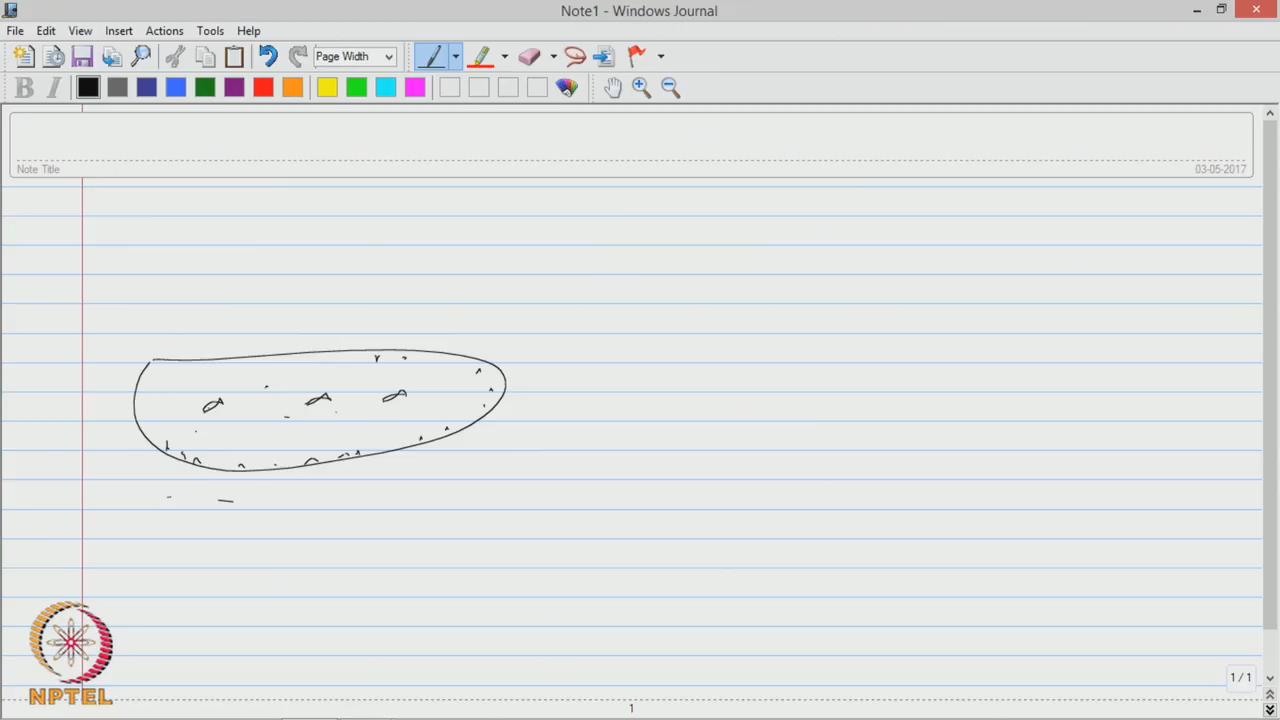 Note1 - Windows Journal
File Edit View Insert Actions Tools Help
Page Width
B I
Note Title
03-05-2017
NPTEL
1 / 1
1